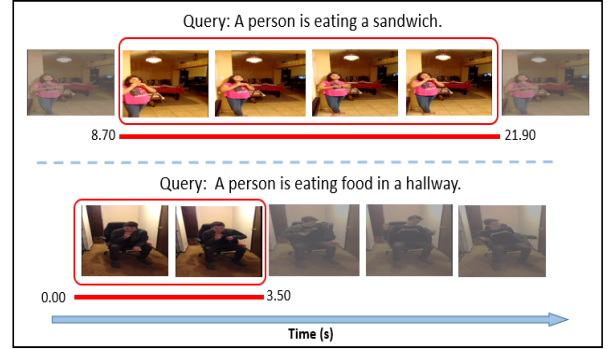 Query: A person is eating a sandwich.
8.70
21.90
Query: A person is eating food in a hallway.
0.00
3.50
Time (s)